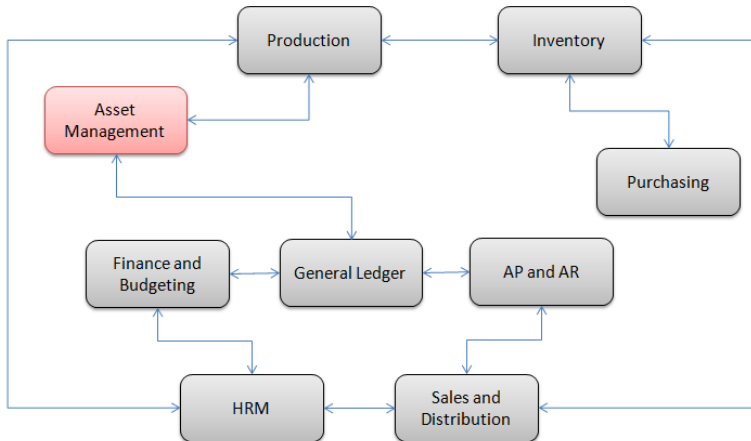 Production
Inventory
Asset
Management
Purchasing
Finance and
Budgeting
General Ledger
AP and AR
HRM
Sales and
Distribution